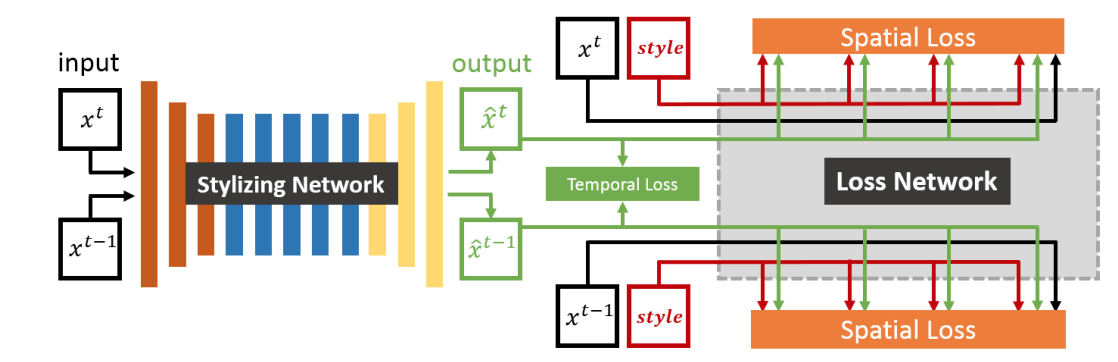 input
x^t
x^{t-1}
Stylizing Network
output
x̂^t
x̂^{t-1}
x^t
style
Temporal Loss
x^{t-1}
style
Spatial Loss
Loss Network
Spatial Loss